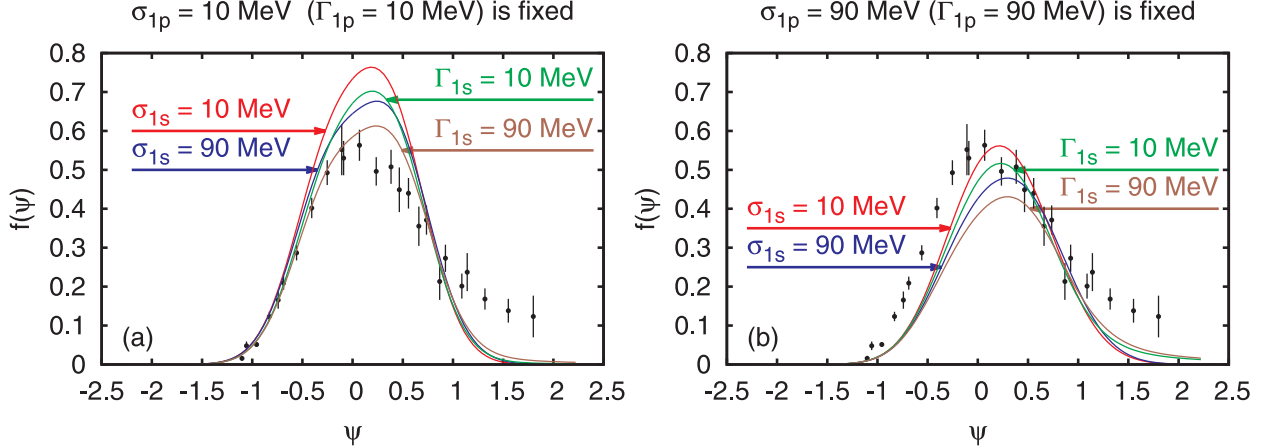 σ1p = 10 MeV (Γ1p = 10 MeV) is fixed
0.8
0.7
0.6
0.5
0.4
0.3
0.2
0.1
0
f(ψ)
Γ1s = 10 MeV
σ1s = 10 MeV
Γ1s = 90 MeV
σ1s = 90 MeV
(a)
-2.5 -2 -1.5 -1 -0.5 0 0.5 1 1.5 2 2.5
ψ
σ1p = 90 MeV (Γ1p = 90 MeV) is fixed
0.8
0.7
0.6
0.5
0.4
0.3
0.2
0.1
0
f(ψ)
Γ1s = 10 MeV
Γ1s = 90 MeV
σ1s = 10 MeV
σ1s = 90 MeV
(b)
-2.5 -2 -1.5 -1 -0.5 0 0.5 1 1.5 2 2.5
ψ